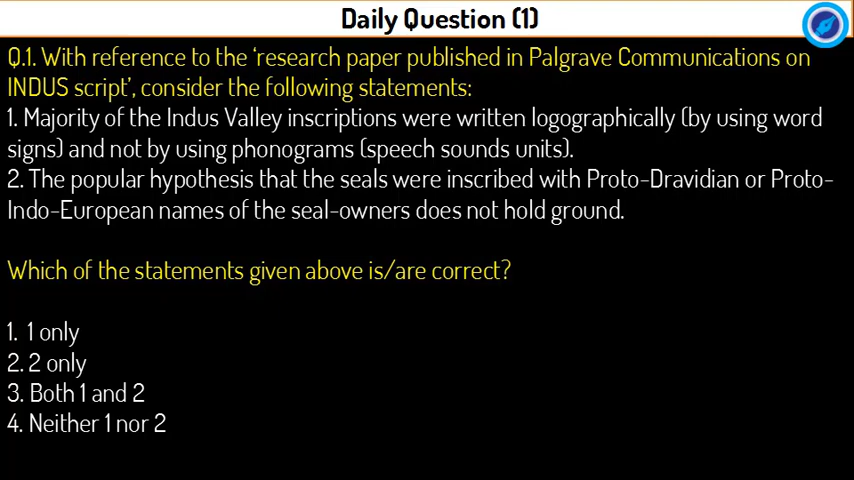 Daily Question (1)
Q.1. With reference to the ‘research paper published in Palgrave Communications on
INDUS script’, consider the following statements:
1. Majority of the Indus Valley inscriptions were written logographically (by using word
signs) and not by using phonograms (speech sounds units).
2. The popular hypothesis that the seals were inscribed with Proto-Dravidian or Proto-
Indo-European names of the seal-owners does not hold ground.
Which of the statements given above is/are correct?
1. 1 only
2. 2 only
3. Both 1 and 2
4. Neither 1 nor 2